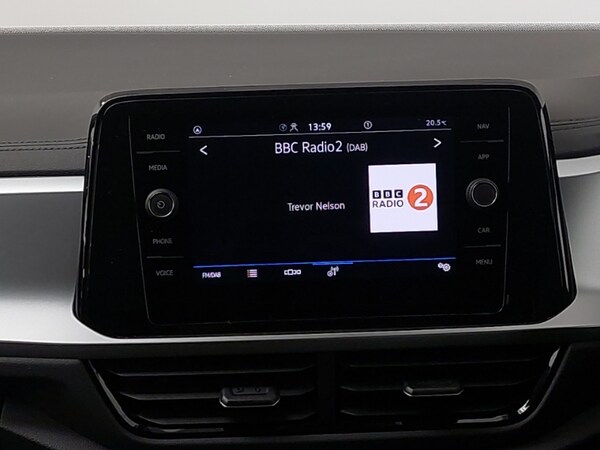 RADIO
MEDIA
PHONE
VOICE
13:59
20.5°C
BBC Radio2 (DAB)
Trevor Nelson
BBC
RADIO 2
FM/DAB
NAV
APP
CAR
MENU